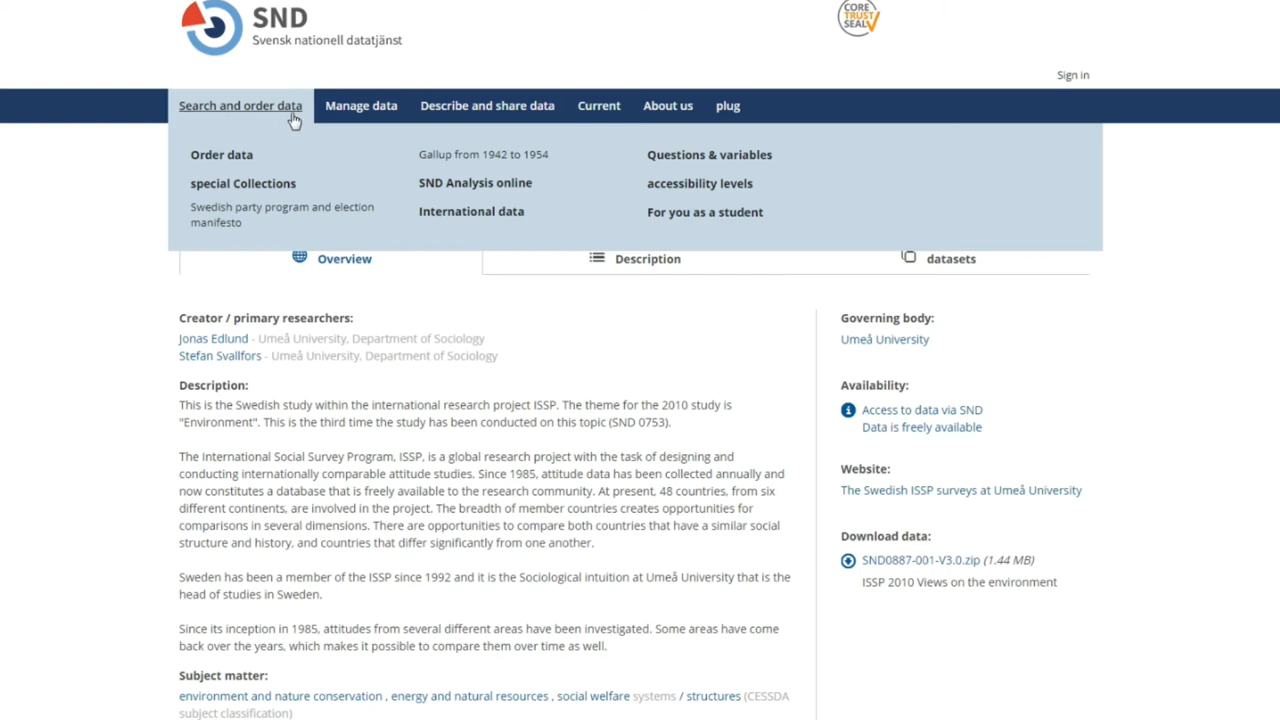 SND
Svensk nationell datatjänst
CORE
TRUST
SEAL
Sign in
Search and order data Manage data Describe and share data Current About us plug
Order data
special Collections
Swedish party program and election
manifesto
Gallup from 1942 to 1954
SND Analysis online
International data
Questions & variables
accessibility levels
For you as a student
Overview Description datasets
Creator / primary researchers:
Jonas Edlund - Umeå University, Department of Sociology
Stefan Svallfors - Umeå University, Department of Sociology
Description:
This is the Swedish study within the international research project ISSP. The theme for the 2010 study is
"Environment". This is the third time the study has been conducted on this topic (SND 0753).
The International Social Survey Program, ISSP, is a global research project with the task of designing and
conducting internationally comparable attitude studies. Since 1985, attitude data has been collected annually and
now constitutes a database that is freely available to the research community. At present, 48 countries, from six
different continents, are involved in the project. The breadth of member countries creates opportunities for
comparisons in several dimensions. There are opportunities to compare both countries that have a similar social
structure and history, and countries that differ significantly from one another.
Sweden has been a member of the ISSP since 1992 and it is the Sociological intuition at Umeå University that is the
head of studies in Sweden.
Since its inception in 1985, attitudes from several different areas have been investigated. Some areas have come
back over the years, which makes it possible to compare them over time as well.
Subject matter:
environment and nature conservation , energy and natural resources , social welfare systems / structures (CESSDA
subject classification)
Governing body:
Umeå University
Availability:
Access to data via SND
Data is freely available
Website:
The Swedish ISSP surveys at Umeå University
Download data:
SND0887-001-V3.0.zip (1.44 MB)
ISSP 2010 Views on the environment